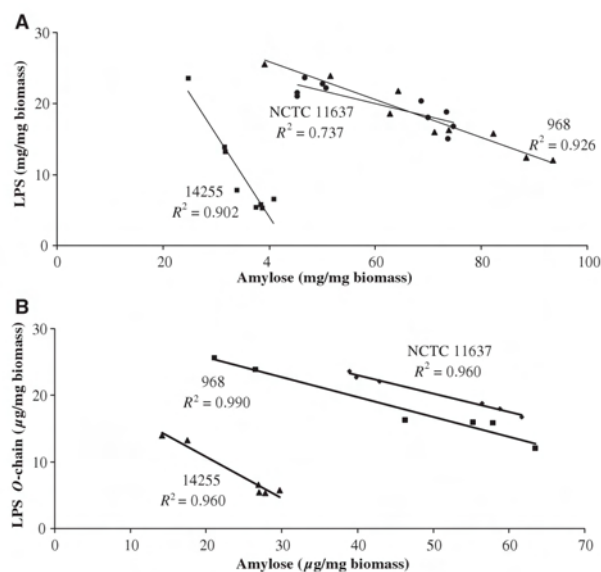 A
30
20
10
0
LPS (mg/mg biomass)
NCTC 11637
R² = 0.737
968
R² = 0.926
14255
R² = 0.902
0 20 4 60 80 100
Amylose (mg/mg biomass)
B
30
20
10
0
LPS O-chain (µg/mg biomass)
NCTC 11637
R² = 0.960
968
R² = 0.990
14255
R² = 0.960
0 10 20 30 40 50 60 70
Amylose (µg/mg biomass)